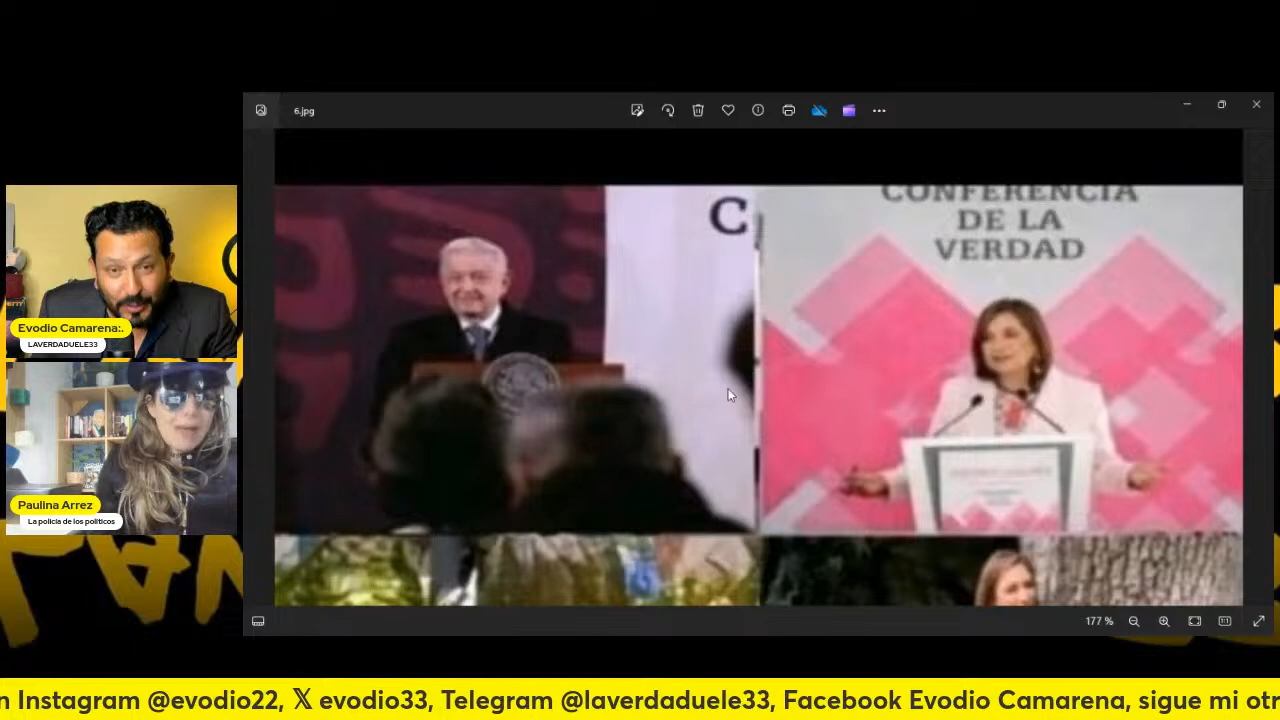 6.jpg
C
CONFERENCIA
DE LA
VERDAD
Evodio Camarena:.
LAVERDADUELE33
Paulina Arrez
La policía de los políticos
177 %
n Instagram @evodio22, 𝕏 evodio33, Telegram @laverdaduele33, Facebook Evodio Camarena, sigue mi otr